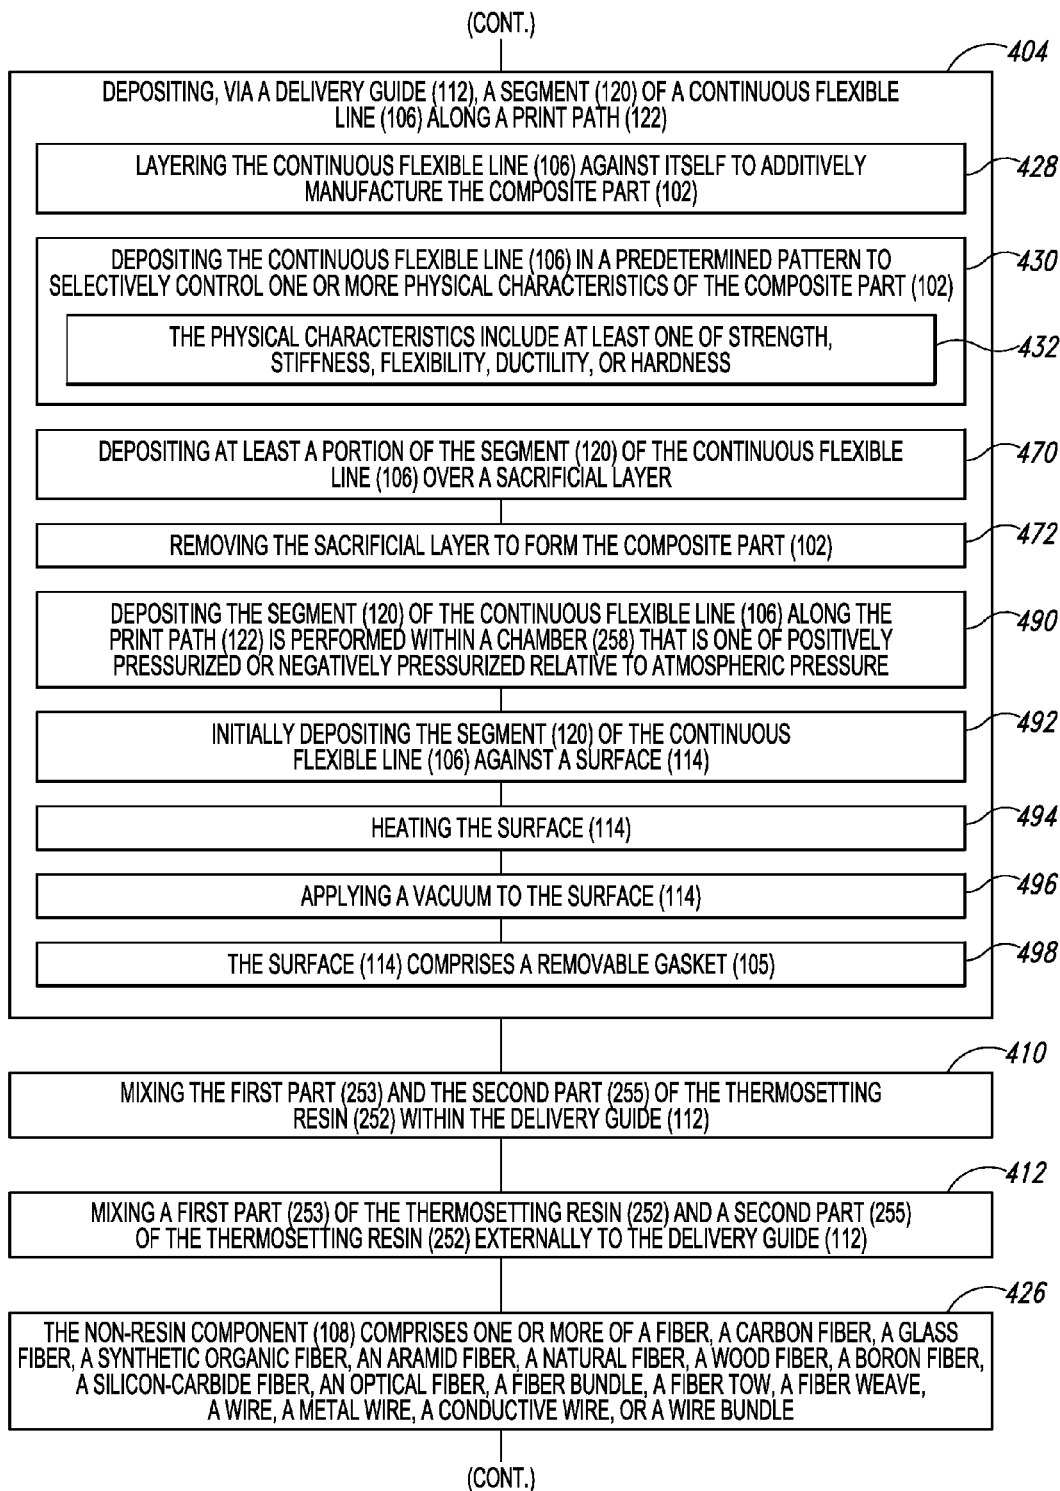 (CONT.)
404
DEPOSITING, VIA A DELIVERY GUIDE (112), A SEGMENT (120) OF A CONTINUOUS FLEXIBLE
LINE (106) ALONG A PRINT PATH (122)
LAYERING THE CONTINUOUS FLEXIBLE LINE (106) AGAINST ITSELF TO ADDITIVELY
MANUFACTURE THE COMPOSITE PART (102)
428
DEPOSITING THE CONTINUOUS FLEXIBLE LINE (106) IN A PREDETERMINED PATTERN TO
SELECTIVELY CONTROL ONE OR MORE PHYSICAL CHARACTERISTICS OF THE COMPOSITE PART (102)
430
THE PHYSICAL CHARACTERISTICS INCLUDE AT LEAST ONE OF STRENGTH,
STIFFNESS, FLEXIBILITY, DUCTILITY, OR HARDNESS
432
DEPOSITING AT LEAST A PORTION OF THE SEGMENT (120) OF THE CONTINUOUS FLEXIBLE
LINE (106) OVER A SACRIFICIAL LAYER
470
REMOVING THE SACRIFICIAL LAYER TO FORM THE COMPOSITE PART (102)
472
DEPOSITING THE SEGMENT (120) OF THE CONTINUOUS FLEXIBLE LINE (106) ALONG THE
PRINT PATH (122) IS PERFORMED WITHIN A CHAMBER (258) THAT IS ONE OF POSITIVELY
PRESSURIZED OR NEGATIVELY PRESSURIZED RELATIVE TO ATMOSPHERIC PRESSURE
490
INITIALLY DEPOSITING THE SEGMENT (120) OF THE CONTINUOUS
FLEXIBLE LINE (106) AGAINST A SURFACE (114)
492
HEATING THE SURFACE (114)
494
APPLYING A VACUUM TO THE SURFACE (114)
496
THE SURFACE (114) COMPRISES A REMOVABLE GASKET (105)
498
410
MIXING THE FIRST PART (253) AND THE SECOND PART (255) OF THE THERMOSETTING
RESIN (252) WITHIN THE DELIVERY GUIDE (112)
412
MIXING A FIRST PART (253) OF THE THERMOSETTING RESIN (252) AND A SECOND PART (255)
OF THE THERMOSETTING RESIN (252) EXTERNALLY TO THE DELIVERY GUIDE (112)
426
THE NON-RESIN COMPONENT (108) COMPRISES ONE OR MORE OF A FIBER, A CARBON FIBER, A GLASS
FIBER, A SYNTHETIC ORGANIC FIBER, AN ARAMID FIBER, A NATURAL FIBER, A WOOD FIBER, A BORON FIBER,
A SILICON-CARBIDE FIBER, AN OPTICAL FIBER, A FIBER BUNDLE, A FIBER TOW, A FIBER WEAVE,
A WIRE, A METAL WIRE, A CONDUCTIVE WIRE, OR A WIRE BUNDLE
(CONT.)